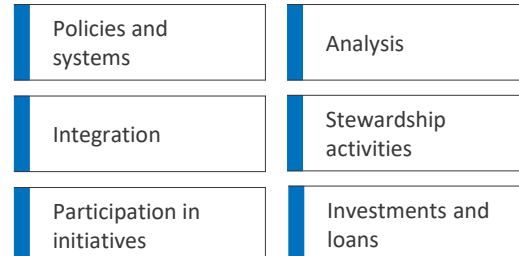 Policies and
systems
Analysis
Integration
Stewardship
activities
Participation in
initiatives
Investments and
loans